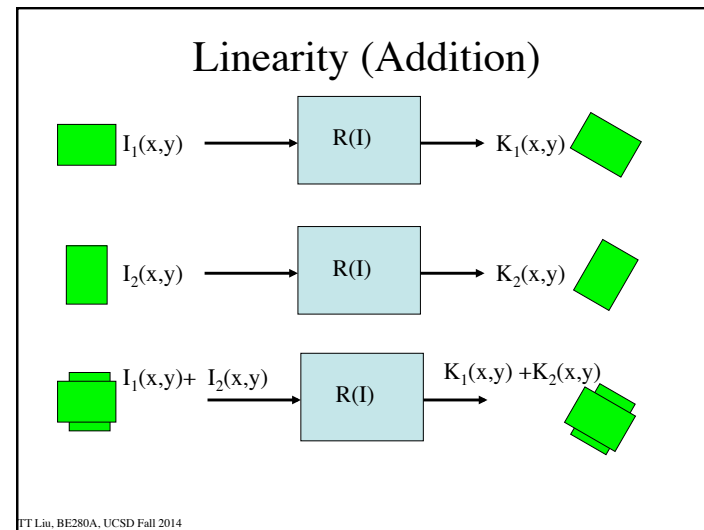 Linearity (Addition)
I₁(x,y) R(I) K₁(x,y)
I₂(x,y) R(I) K₂(x,y)
I₁(x,y)+ I₂(x,y) R(I) K₁(x,y) +K₂(x,y)
TT Liu, BE280A, UCSD Fall 2014